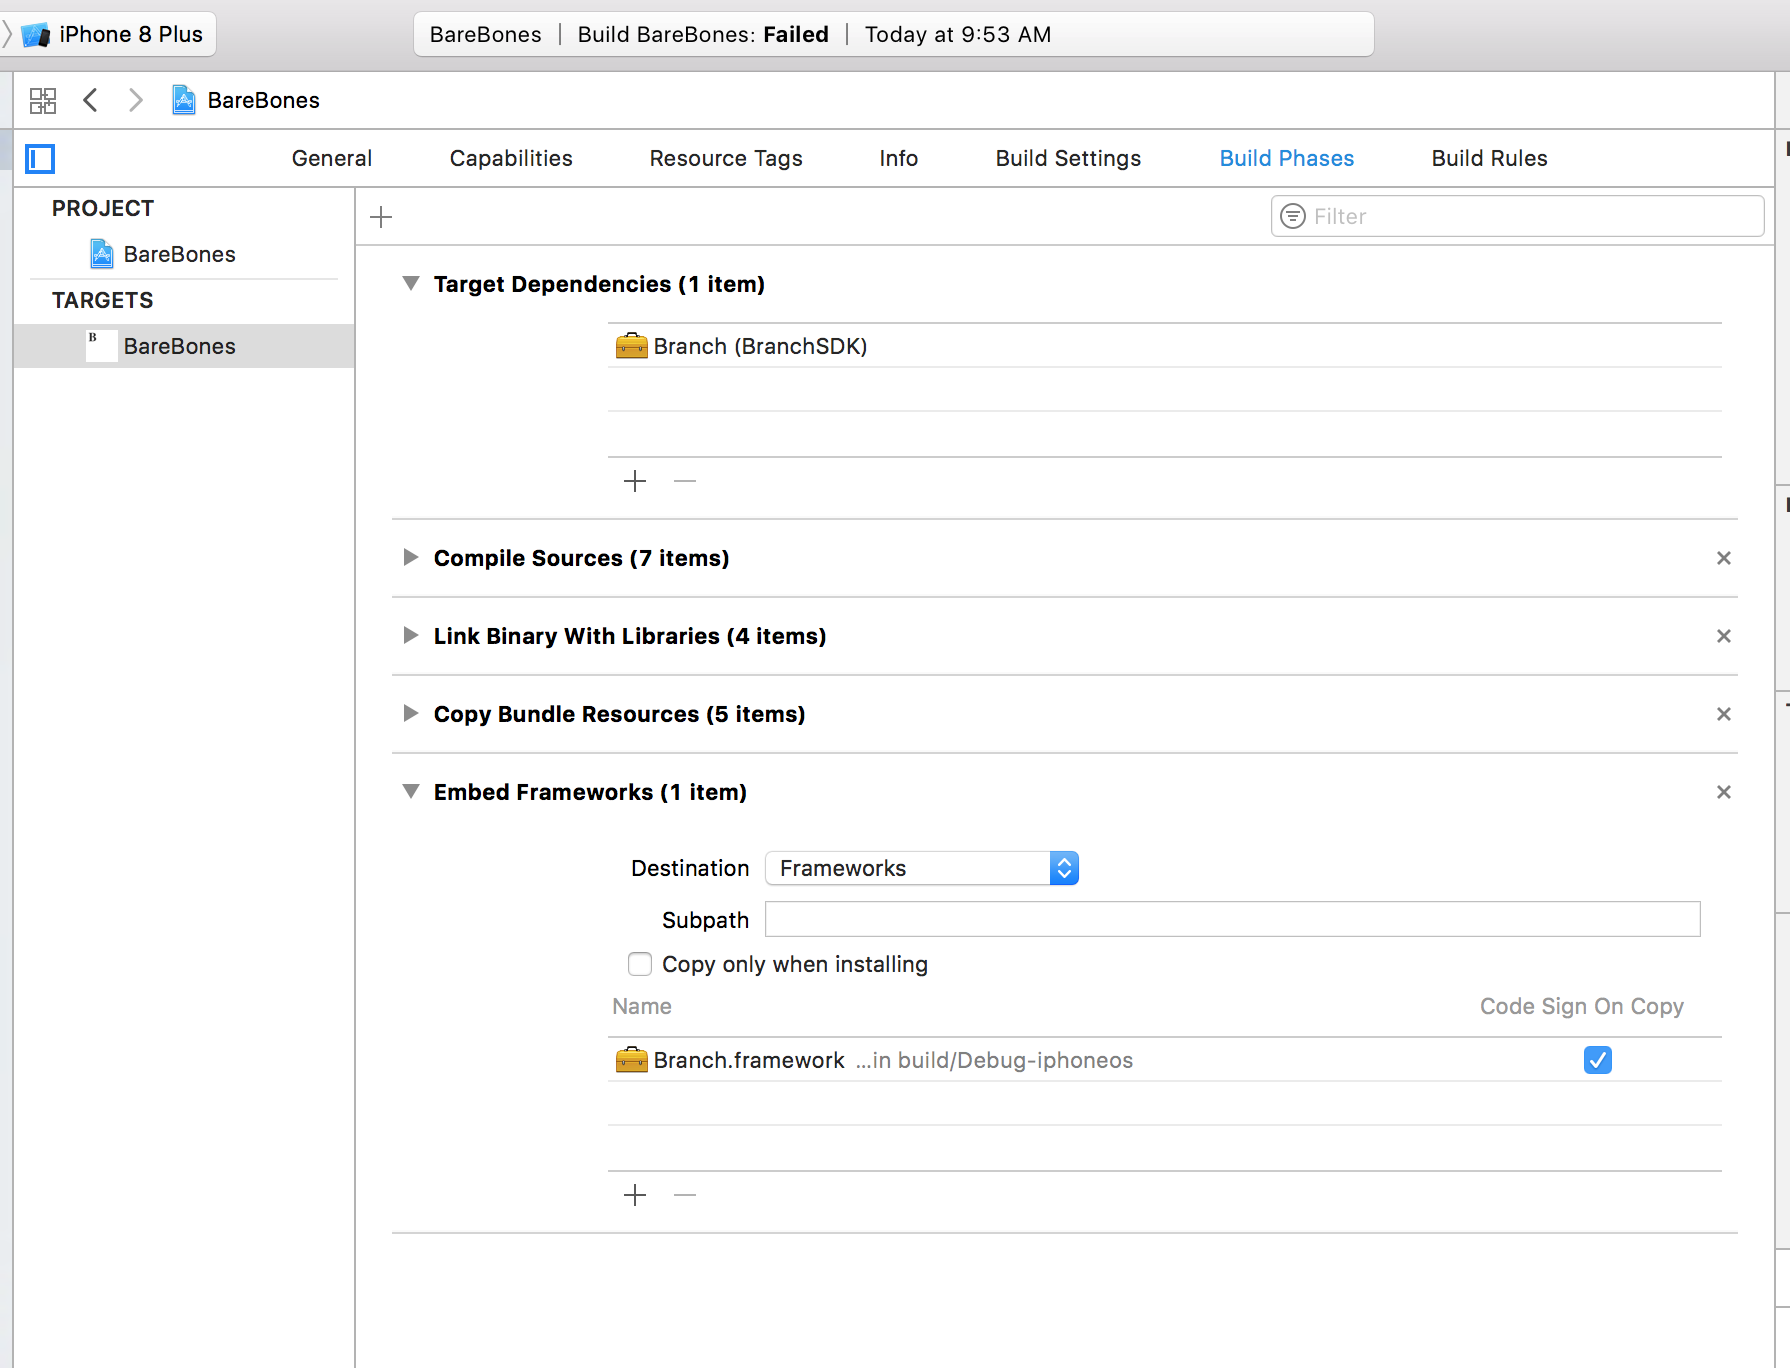 iPhone 8 Plus
BareBones | Build BareBones: Failed | Today at 9:53 AM
BareBones
General Capabilities Resource Tags Info Build Settings Build Phases Build Rules
PROJECT
BareBones
TARGETS
B BareBones
Filter
Target Dependencies (1 item)
Branch (BranchSDK)
Compile Sources (7 items)
Link Binary With Libraries (4 items)
Copy Bundle Resources (5 items)
Embed Frameworks (1 item)
Destination Frameworks
Subpath
Copy only when installing
Name Code Sign On Copy
Branch.framework ...in build/Debug-iphoneos